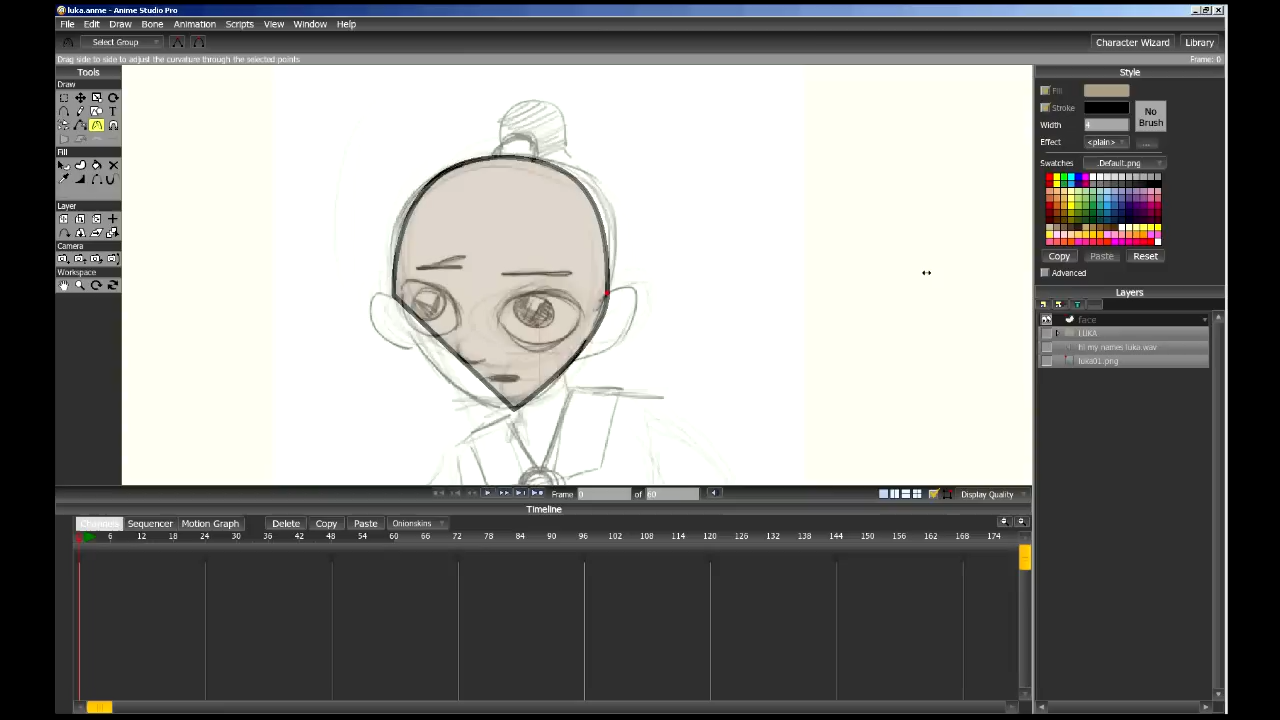 luka.anme - Anime Studio Pro
File Edit Draw Bone Animation Scripts View Window Help
Select Group Character Wizard Library
Drag side to side to adjust the curvature through the selected points Frame: 0
Tools Style
Draw
Fill
Stroke
No Brush
Width 4
Effect <plain> ...
Fill
Swatches .Default.png
Layer
Camera
Copy Paste Reset
Workspace
Advanced
Layers
face
LUKA
hi my names luka.wav
luka01.png
Frame 0 of 60 Display Quality
Timeline
Channels Sequencer Motion Graph Delete Copy Paste Onionskins
0 6 12 18 24 30 36 42 48 54 60 66 72 78 84 90 96 102 108 114 120 126 132 138 144 150 156 162 168 174